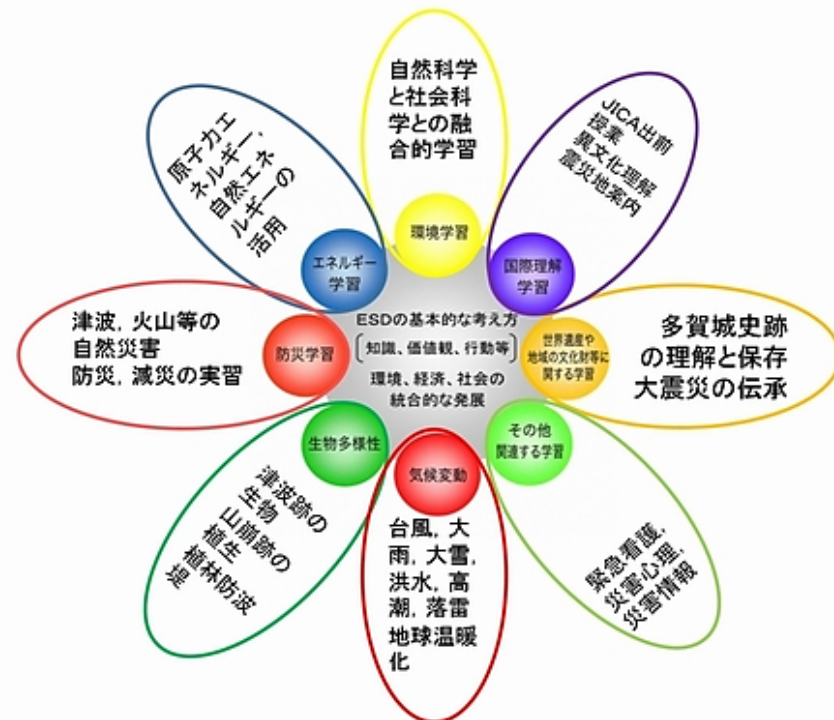 自然科学
と社会科
学との融
合的学習
環境学習
JICA出前
授業
異文化理解
震災地案内
国際理解
学習
多賀城史跡
の理解と保存
大震災の伝承
世界遺産や
地域の文化財等に
関する学習
緊急看護,
災害心理,
災害情報
その他
関連する学習
台風, 大
雨, 大雪,
洪水, 高
潮, 落雷
地球温暖
化
気候変動
津波跡の
生物
山崩跡の
植生
植林防波
堤
生物多様性
津波, 火山等の
自然災害
防災, 減災の実習
防災学習
原子力エ
ネルギー,
自然エネ
ルギーの
活用
エネルギー
学習
ESDの基本的な考え方
[知識、価値観、行動等]
環境、経済、社会の
統合的な発展